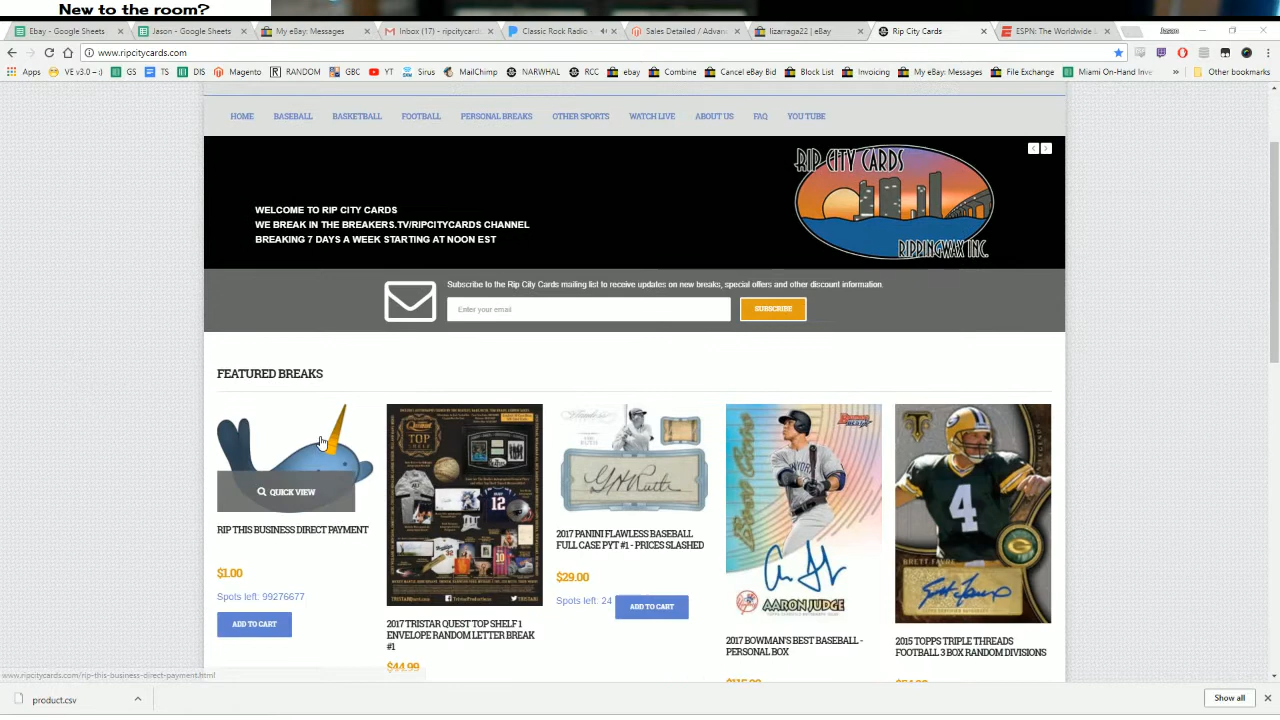 New to the room?
Ebay - Google Sheets
Jason - Google Sheets
My eBay: Messages
Gmail Inbox (17) - ripcitycard
Classic Rock Radio -
Sales Detailed / Advan
lizarraga22 | eBay
Rip City Cards
ESPN: The Worldwide L
www.ripcitycards.com
Apps
VE v3.0 --:)
GS
TS
DIS
Magento
RANDOM
GBC
YT
Sirus
MailChimp
NARWHAL
RCC
ebay
Combine
Cancel eBay Bid
Block List
Invoicing
My eBay: Messages
File Exchange
Miami On-Hand Inve
»
Other bookmarks
HOME BASEBALL BASKETBALL FOOTBALL PERSONAL BREAKS OTHER SPORTS WATCH LIVE ABOUT US FAQ YOU TUBE
WELCOME TO RIP CITY CARDS
WE BREAK IN THE BREAKERS.TV/RIPCITYCARDS CHANNEL
BREAKING 7 DAYS A WEEK STARTING AT NOON EST
RIP CITY CARDS
RIPPINGWAX INC.
Subscribe to the Rip City Cards mailing list to receive updates on new breaks, special offers and other discount information.
Enter your email
SUBSCRIBE
FEATURED BREAKS
QUICK VIEW
RIP THIS BUSINESS DIRECT PAYMENT
$1.00
Spots left: 99276677
ADD TO CART
TOP SHELF
2017 TRISTAR QUEST TOP SHELF 1
ENVELOPE RANDOM LETTER BREAK
#1
$44.99
2017 PANINI FLAWLESS BASEBALL
FULL CASE PYT #1 - PRICES SLASHED
$29.00
Spots left: 24
ADD TO CART
AARON JUDGE
2017 BOWMAN'S BEST BASEBALL -
PERSONAL BOX
BRETT FAVRE
2015 TOPPS TRIPLE THREADS
FOOTBALL 3 BOX RANDOM DIVISIONS
www.ripcitycards.com/rip-this-business-direct-payment.html
product.csv
Show all